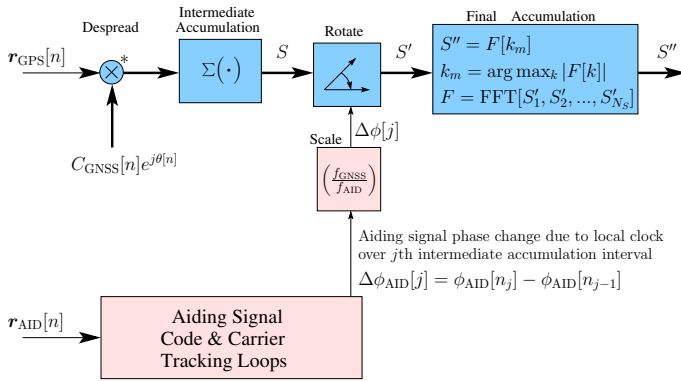 Despread
Intermediate
Accumulation
Rotate
Final Accumulation
r_GPS[n]
×
*
Σ(·)
S
S′
S″ = F[k_m]
k_m = arg max_k |F[k]|
F = FFT[S′_1, S′_2, ..., S′_{N_S}]
S″
C_GNSS[n]e^{jθ[n]}
Δϕ[j]
Scale
(f_GNSS / f_AID)
Aiding signal phase change due to local clock
over jth intermediate accumulation interval
Δϕ_AID[j] = ϕ_AID[n_j] − ϕ_AID[n_{j−1}]
r_AID[n]
Aiding Signal
Code & Carrier
Tracking Loops